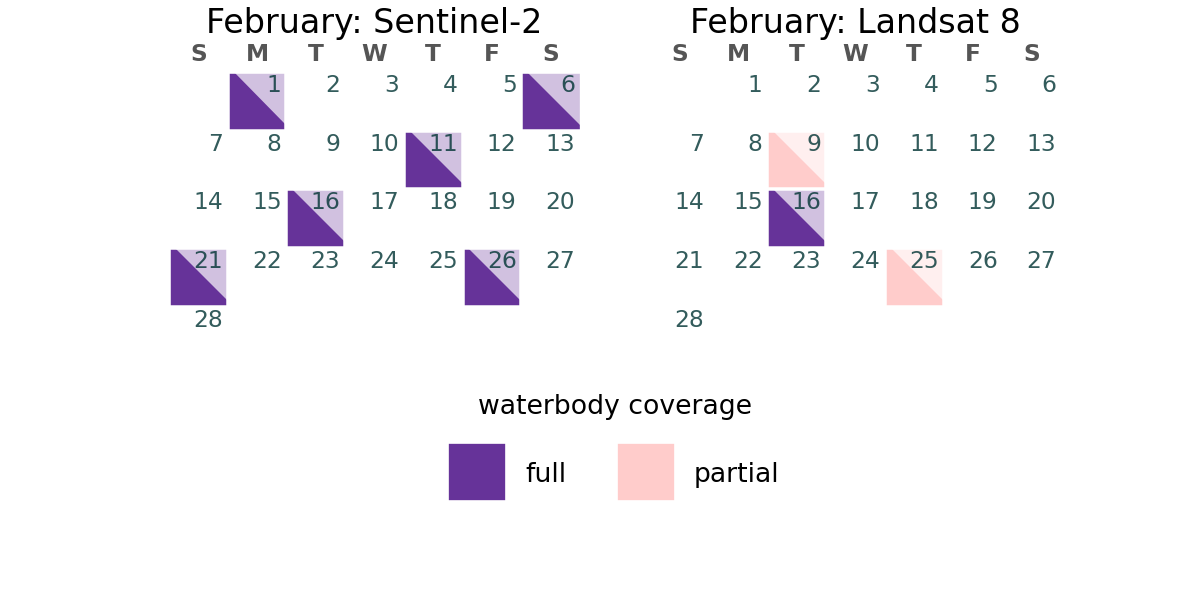 February: Sentinel-2
S M T W T F S
1 2 3 4 5 6
7 8 9 10 11 12 13
14 15 16 17 18 19 20
21 22 23 24 25 26 27
28
February: Landsat 8
S M T W T F S
1 2 3 4 5 6
7 8 9 10 11 12 13
14 15 16 17 18 19 20
21 22 23 24 25 26 27
28
waterbody coverage
full
partial